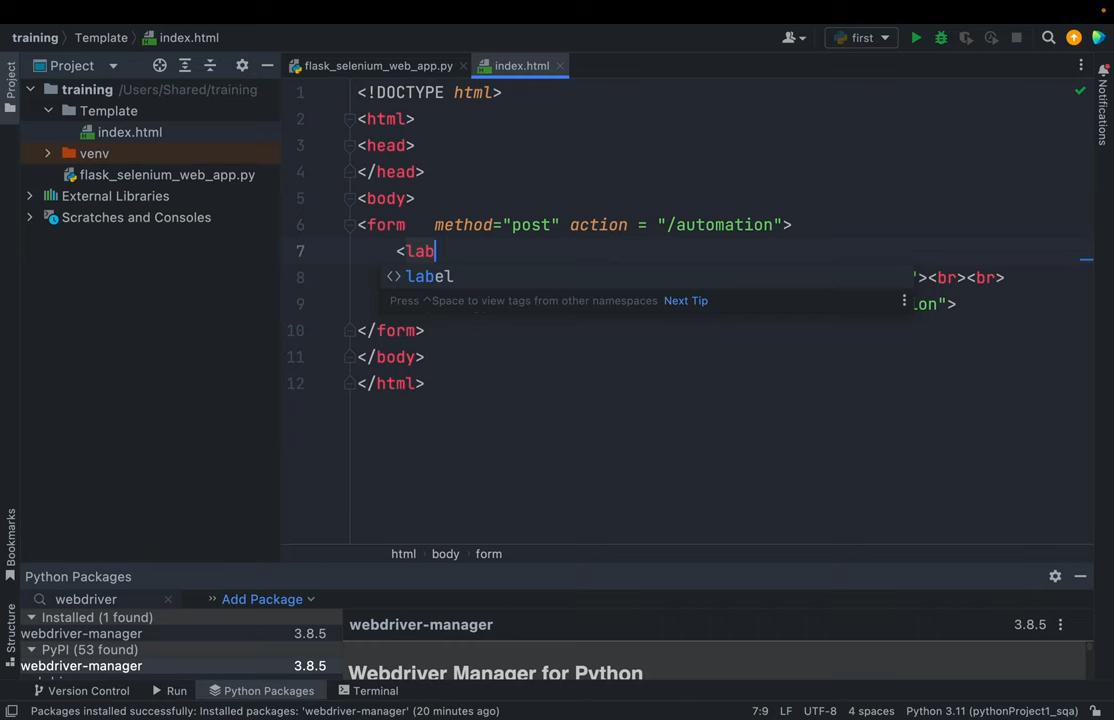 training
Template
index.html
first
Project
Project
training /Users/Shared/training
Template
index.html
venv
flask_selenium_web_app.py
External Libraries
Scratches and Consoles
flask_selenium_web_app.py
index.html
1 <!DOCTYPE html>
2 <html>
3 <head>
4 </head>
5 <body>
6 <form method="post" action = "/automation">
7 <lab
label
8 "><br><br>
Press ^Space to view tags from other namespaces Next Tip
9 on">
10 </form>
11 </body>
12 </html>
Notifications
html body form
Bookmarks
Structure
Python Packages
webdriver
Add Package
Installed (1 found)
webdriver-manager 3.8.5
PyPI (53 found)
webdriver-manager 3.8.5
webdriver-manager 3.8.5
Webdriver Manager for Python
Version Control Run Python Packages Terminal
Packages installed successfully: Installed packages: 'webdriver-manager' (20 minutes ago) 7:9 LF UTF-8 4 spaces Python 3.11 (pythonProject1_sqa)